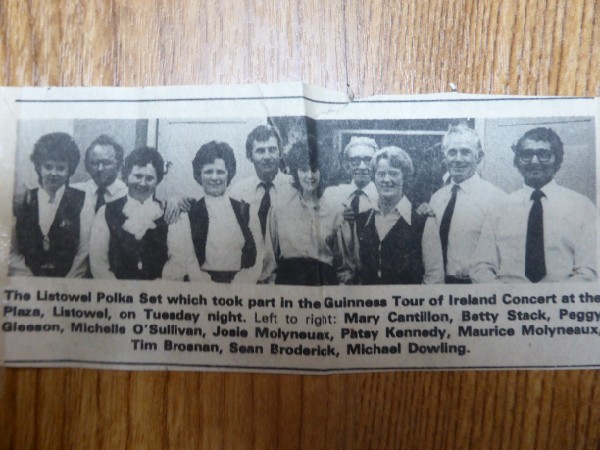 The Listowel Polka Set which took part in the Guinness Tour of Ireland Concert at the
Plaza, Listowel, on Tuesday night. Left to right: Mary Cantillon, Betty Stack, Peggy
Gleeson, Michelle O'Sullivan, Josie Molyneuax, Patsy Kennedy, Maurice Molyneaux,
Tim Brosnan, Sean Broderick, Michael Dowling.